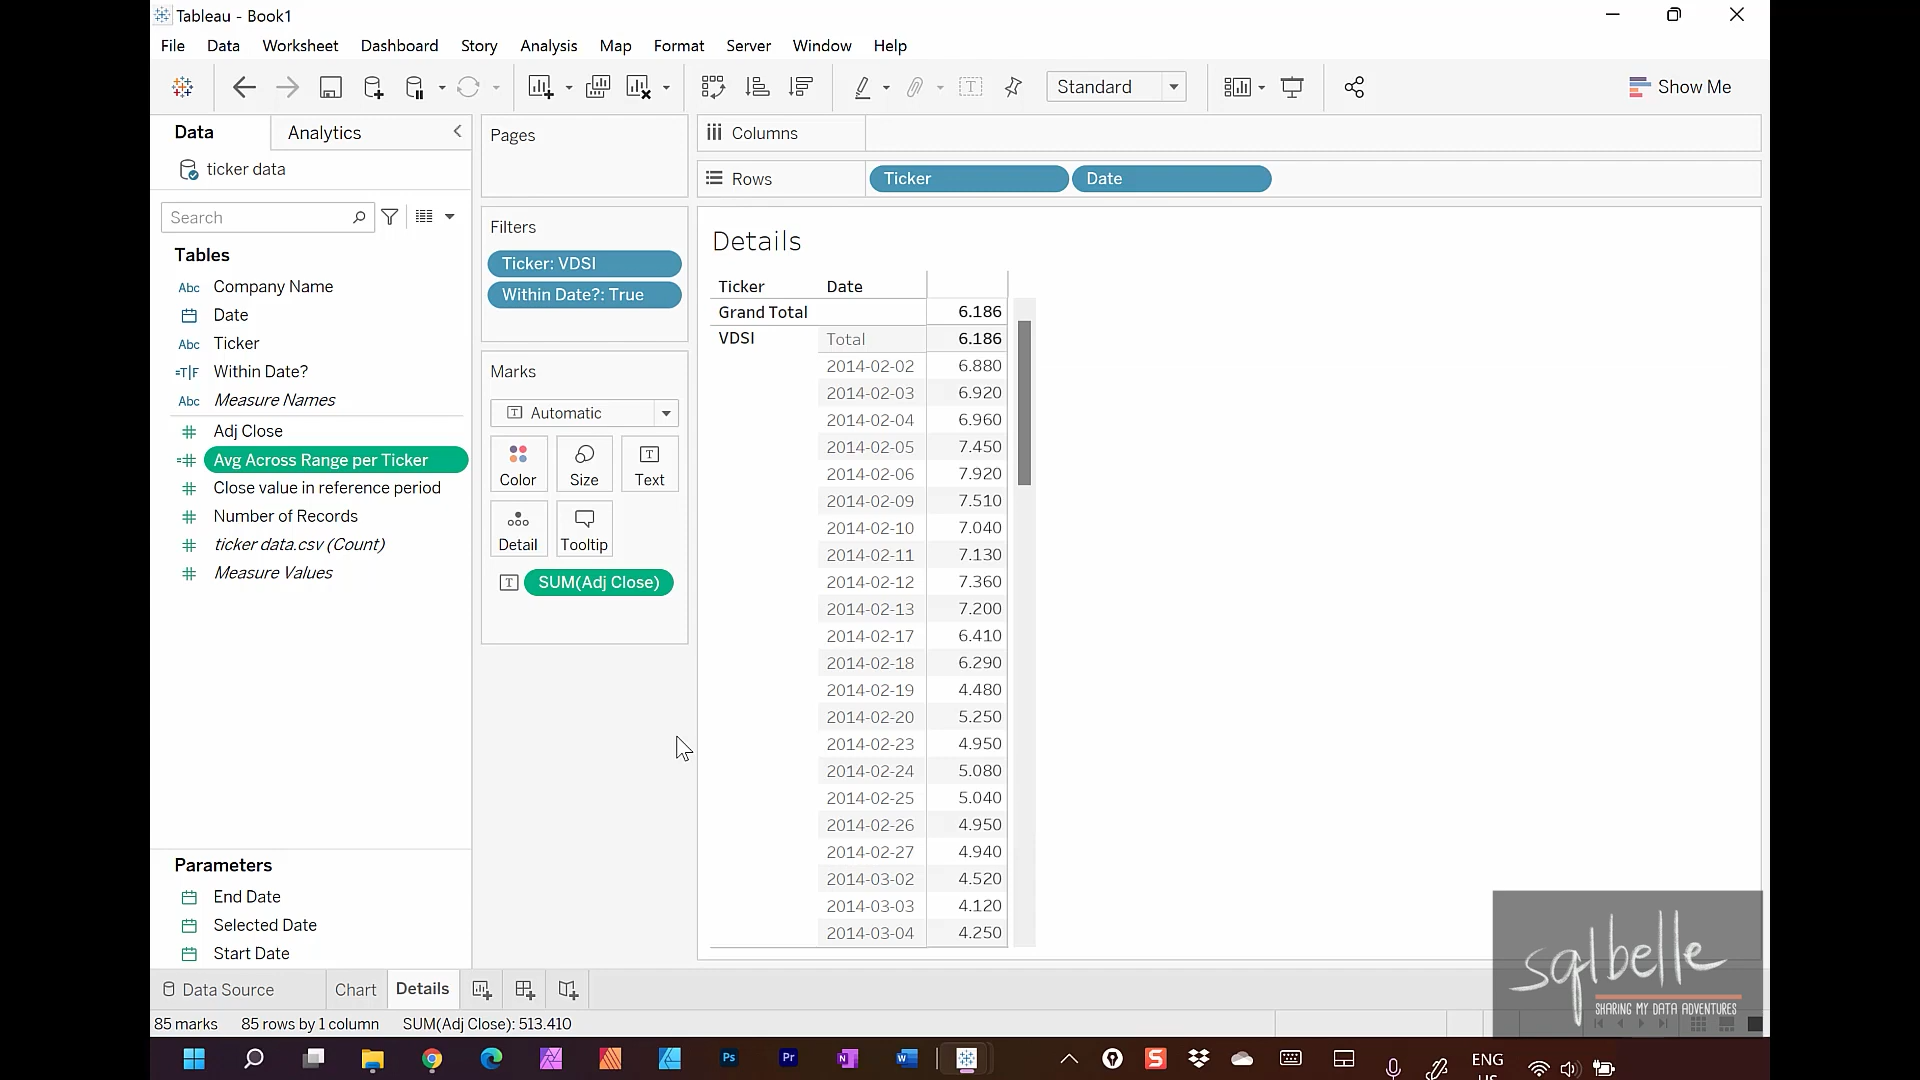 Tableau - Book1
File Data Worksheet Dashboard Story Analysis Map Format Server Window Help
Standard
Show Me
Data Analytics
ticker data
Search
Tables
Abc Company Name
Date
Abc Ticker
=T|F Within Date?
Abc Measure Names
Adj Close
Avg Across Range per Ticker
Close value in reference period
Number of Records
ticker data.csv (Count)
Measure Values
Parameters
End Date
Selected Date
Start Date
Pages
Filters
Ticker: VDSI
Within Date?: True
Marks
Automatic
Color Size Text
Detail Tooltip
SUM(Adj Close)
Columns
Rows Ticker Date
Details
Ticker Date
Grand Total 6.186
VDSI Total 6.186
2014-02-02 6.880
2014-02-03 6.920
2014-02-04 6.960
2014-02-05 7.450
2014-02-06 7.920
2014-02-09 7.510
2014-02-10 7.040
2014-02-11 7.130
2014-02-12 7.360
2014-02-13 7.200
2014-02-17 6.410
2014-02-18 6.290
2014-02-19 4.480
2014-02-20 5.250
2014-02-23 4.950
2014-02-24 5.080
2014-02-25 5.040
2014-02-26 4.950
2014-02-27 4.940
2014-03-02 4.520
2014-03-03 4.120
2014-03-04 4.250
sqlbelle
SHARING MY DATA ADVENTURES
Data Source Chart Details
85 marks 85 rows by 1 column SUM(Adj Close): 513.410
Ps Pr N W S ENG
US